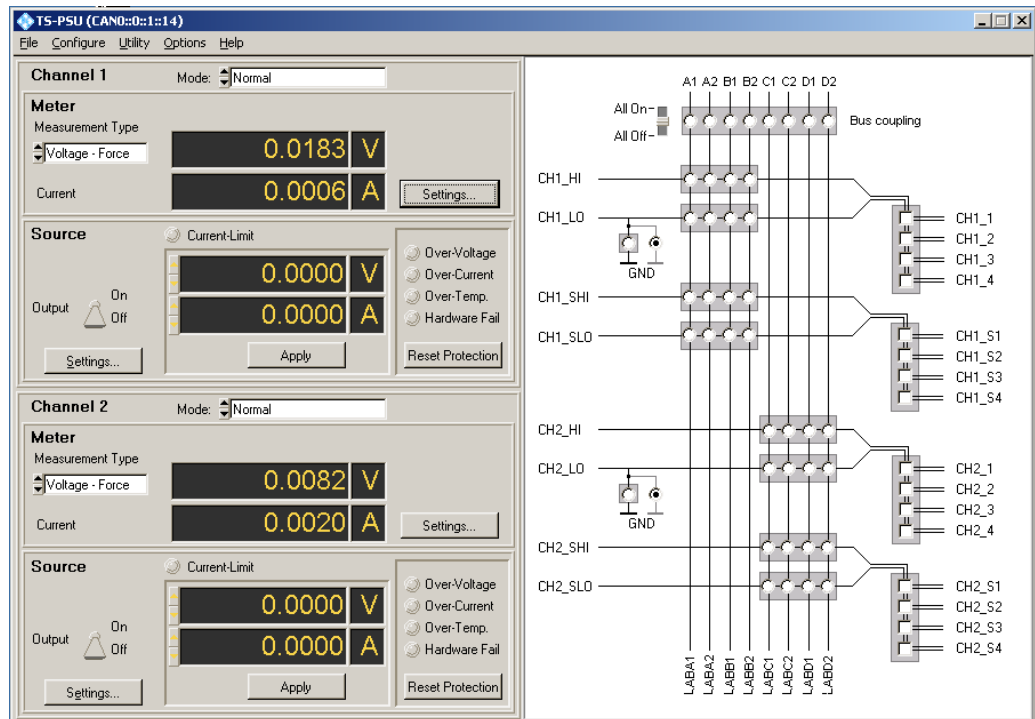 TS-PSU (CAN0::0::1::14)
File Configure Utility Options Help
Channel 1
Mode: Normal
Meter
Measurement Type
Voltage - Force
0.0183 V
Current
0.0006 A
Settings...
Source
Current-Limit
0.0000 V
0.0000 A
Output
On
Off
Over-Voltage
Over-Current
Over-Temp.
Hardware Fail
Settings...
Apply
Reset Protection
Channel 2
Mode: Normal
Meter
Measurement Type
Voltage - Force
0.0082 V
Current
0.0020 A
Settings...
Source
Current-Limit
0.0000 V
0.0000 A
Output
On
Off
Over-Voltage
Over-Current
Over-Temp.
Hardware Fail
Settings...
Apply
Reset Protection
A1 A2 B1 B2 C1 C2 D1 D2
All On
All Off
Bus coupling
CH1_HI
CH1_LO
GND
CH1_1
CH1_2
CH1_3
CH1_4
CH1_SHI
CH1_SLO
CH1_S1
CH1_S2
CH1_S3
CH1_S4
CH2_HI
CH2_LO
GND
CH2_1
CH2_2
CH2_3
CH2_4
CH2_SHI
CH2_SLO
CH2_S1
CH2_S2
CH2_S3
CH2_S4
LABA1
LABA2
LABB1
LABB2
LABC1
LABC2
LABD1
LABD2